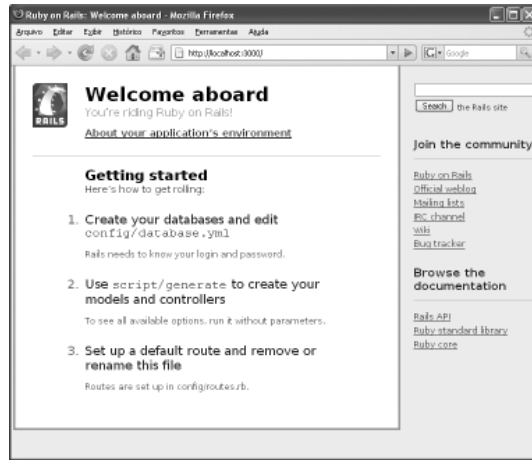 Ruby on Rails: Welcome aboard - Mozilla Firefox
Arquivo Editar Exibir Histórico Favoritos Ferramentas Ajuda
http://localhost:3000/
Google
RAILS
Welcome aboard
You're riding Ruby on Rails!
About your application's environment
Getting started
Here's how to get rolling:
1. Create your databases and edit
config/database.yml
Rails needs to know your login and password.
2. Use script/generate to create your
models and controllers
To see all available options, run it without parameters.
3. Set up a default route and remove or
rename this file
Routes are set up in config/routes.rb.
Search the Rails site
Join the community
Ruby on Rails
Official weblog
Mailing lists
IRC channel
Wiki
Bug tracker
Browse the
documentation
Rails API
Ruby standard library
Ruby core